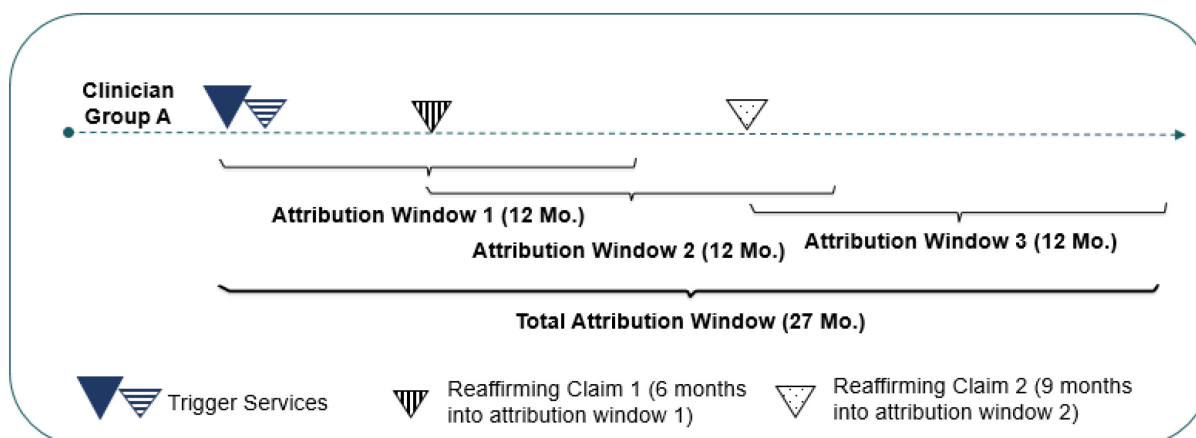 Clinician
Group A
Attribution Window 1 (12 Mo.)
Attribution Window 2 (12 Mo.)
Attribution Window 3 (12 Mo.)
Total Attribution Window (27 Mo.)
Trigger Services
Reaffirming Claim 1 (6 months
into attribution window 1)
Reaffirming Claim 2 (9 months
into attribution window 2)